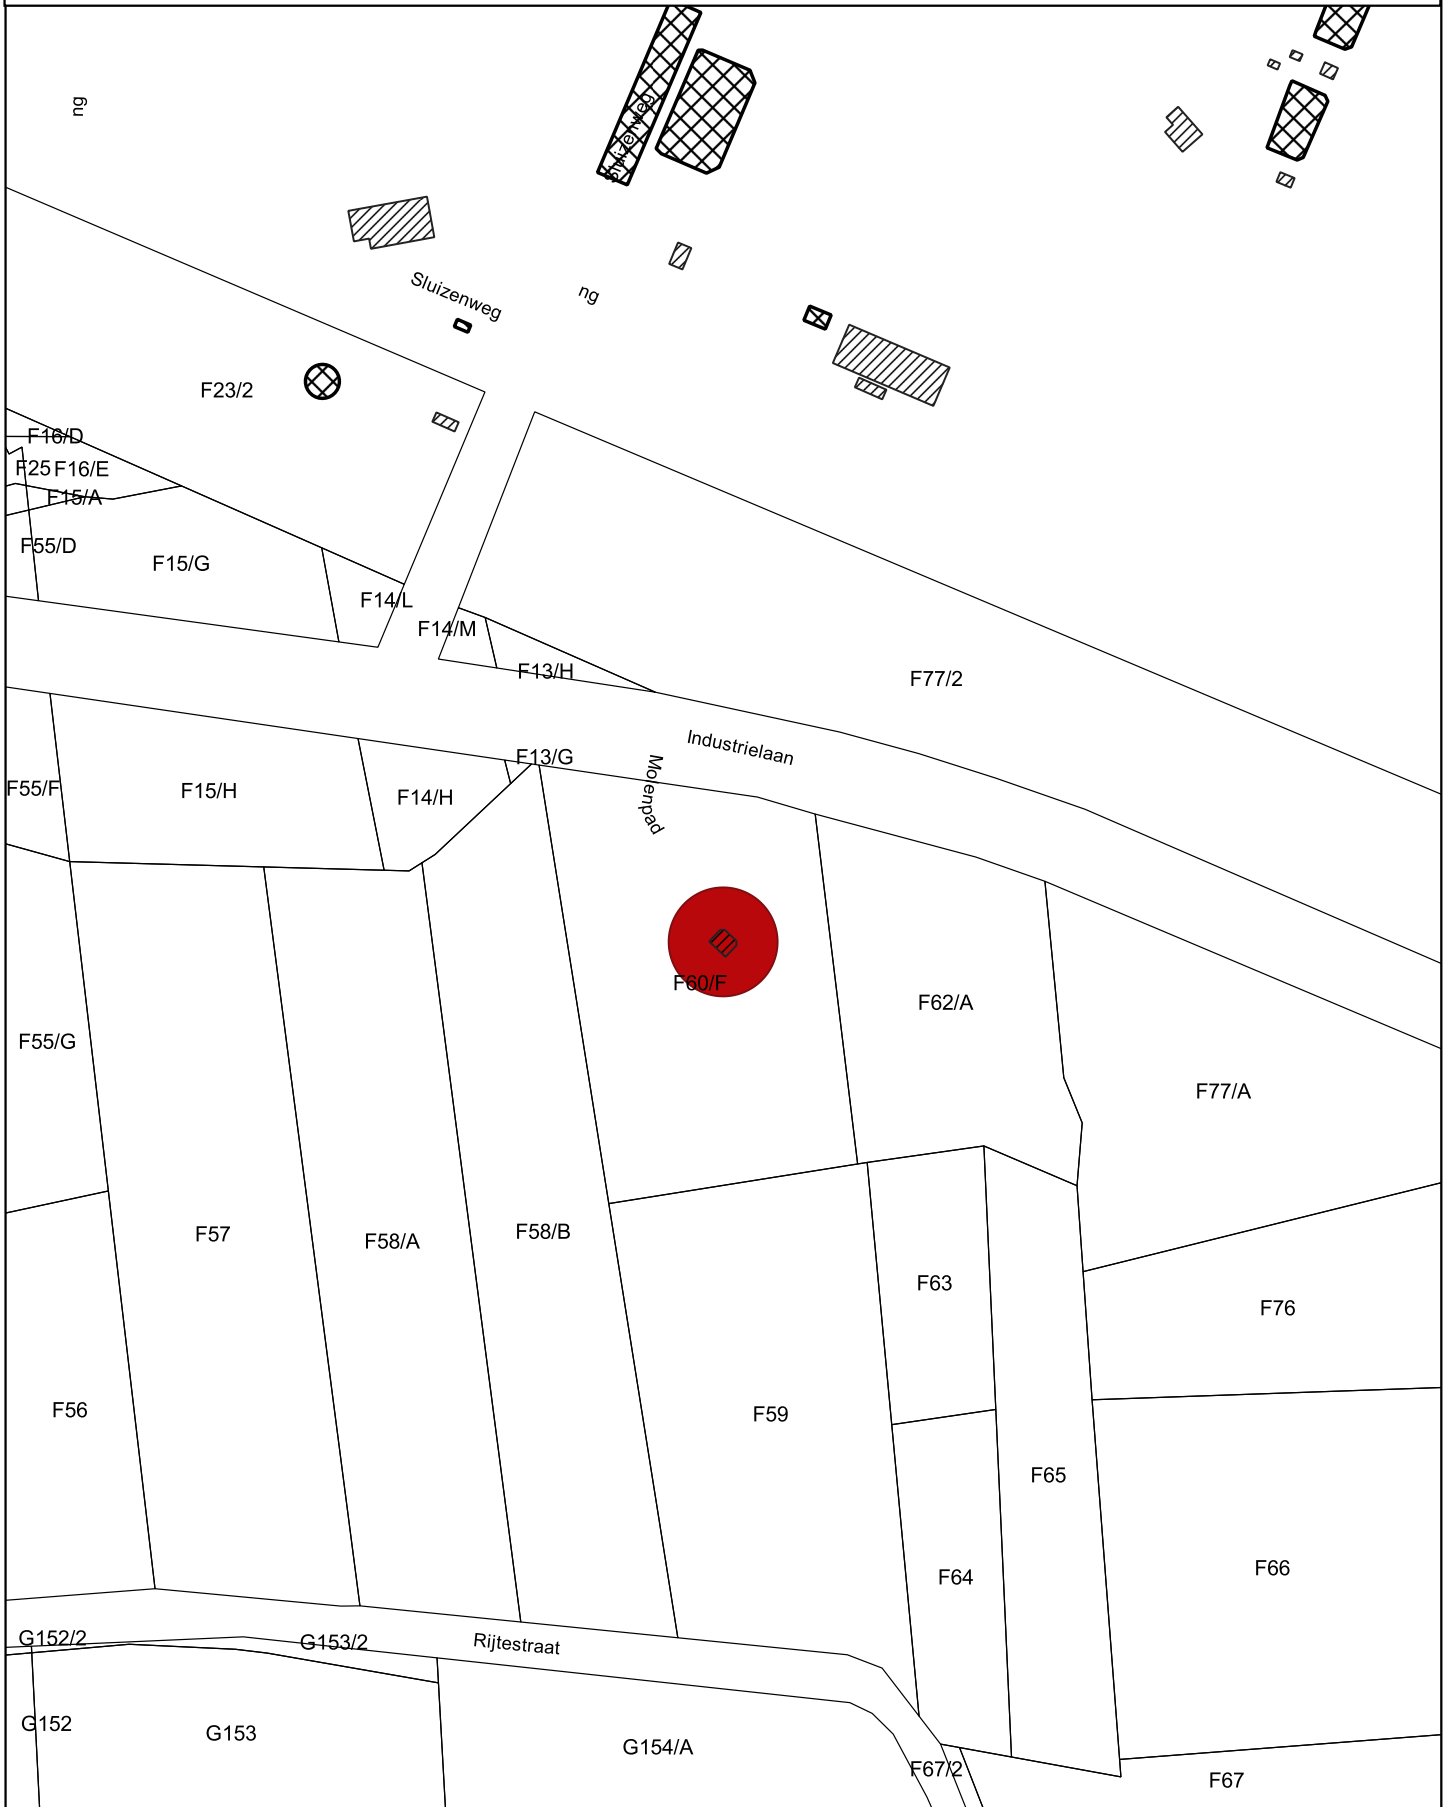 ng
Sluizenweg
Sluizenweg
ng
F23/2
F16/D
F25
F16/E
F15/A
F55/D
F15/G
F14/L
F14/M
F13/H
F77/2
Industrielaan
F13/G
Molenpad
F55/F
F15/H
F14/H
F60/F
F62/A
F55/G
F77/A
F57
F58/A
F58/B
F63
F76
F56
F59
F65
F66
F64
G152/2
G153/2
Rijtestraat
G152
G153
G154/A
F67/2
F67